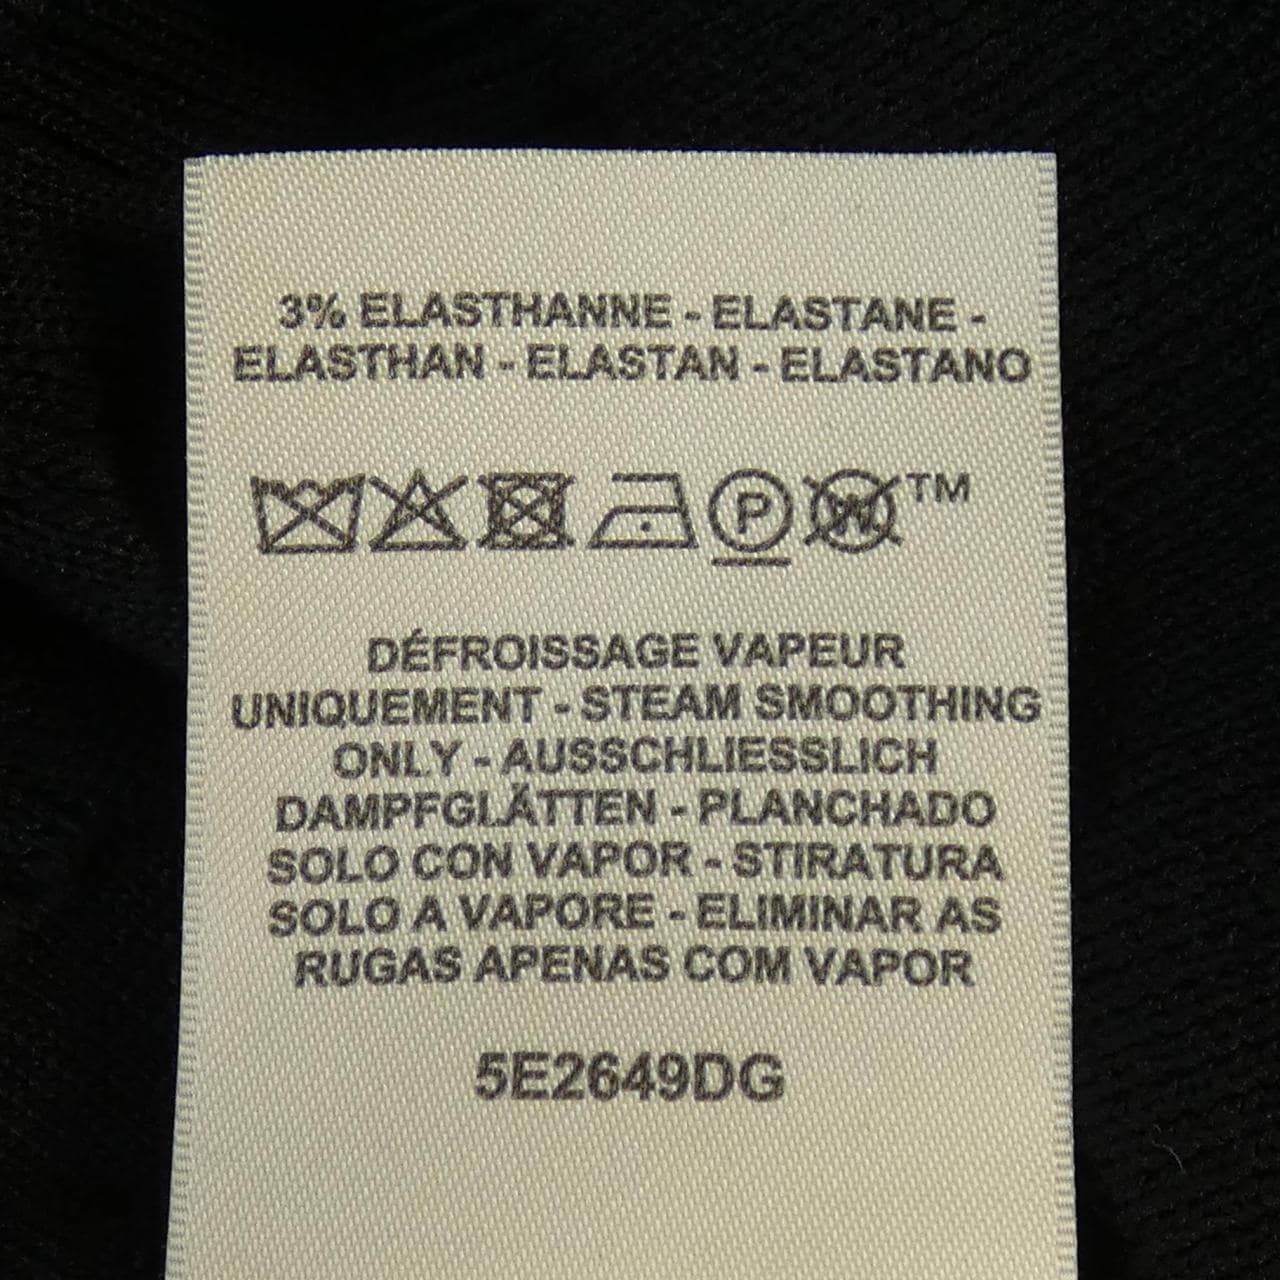 3% ELASTHANNE - ELASTANE -
ELASTHAN - ELASTAN - ELASTANO
P W ™
DÉFROISSAGE VAPEUR
UNIQUEMENT - STEAM SMOOTHING
ONLY - AUSSCHLIESSLICH
DAMPFGLÄTTEN - PLANCHADO
SOLO CON VAPOR - STIRATURA
SOLO A VAPORE - ELIMINAR AS
RUGAS APENAS COM VAPOR
5E2649DG